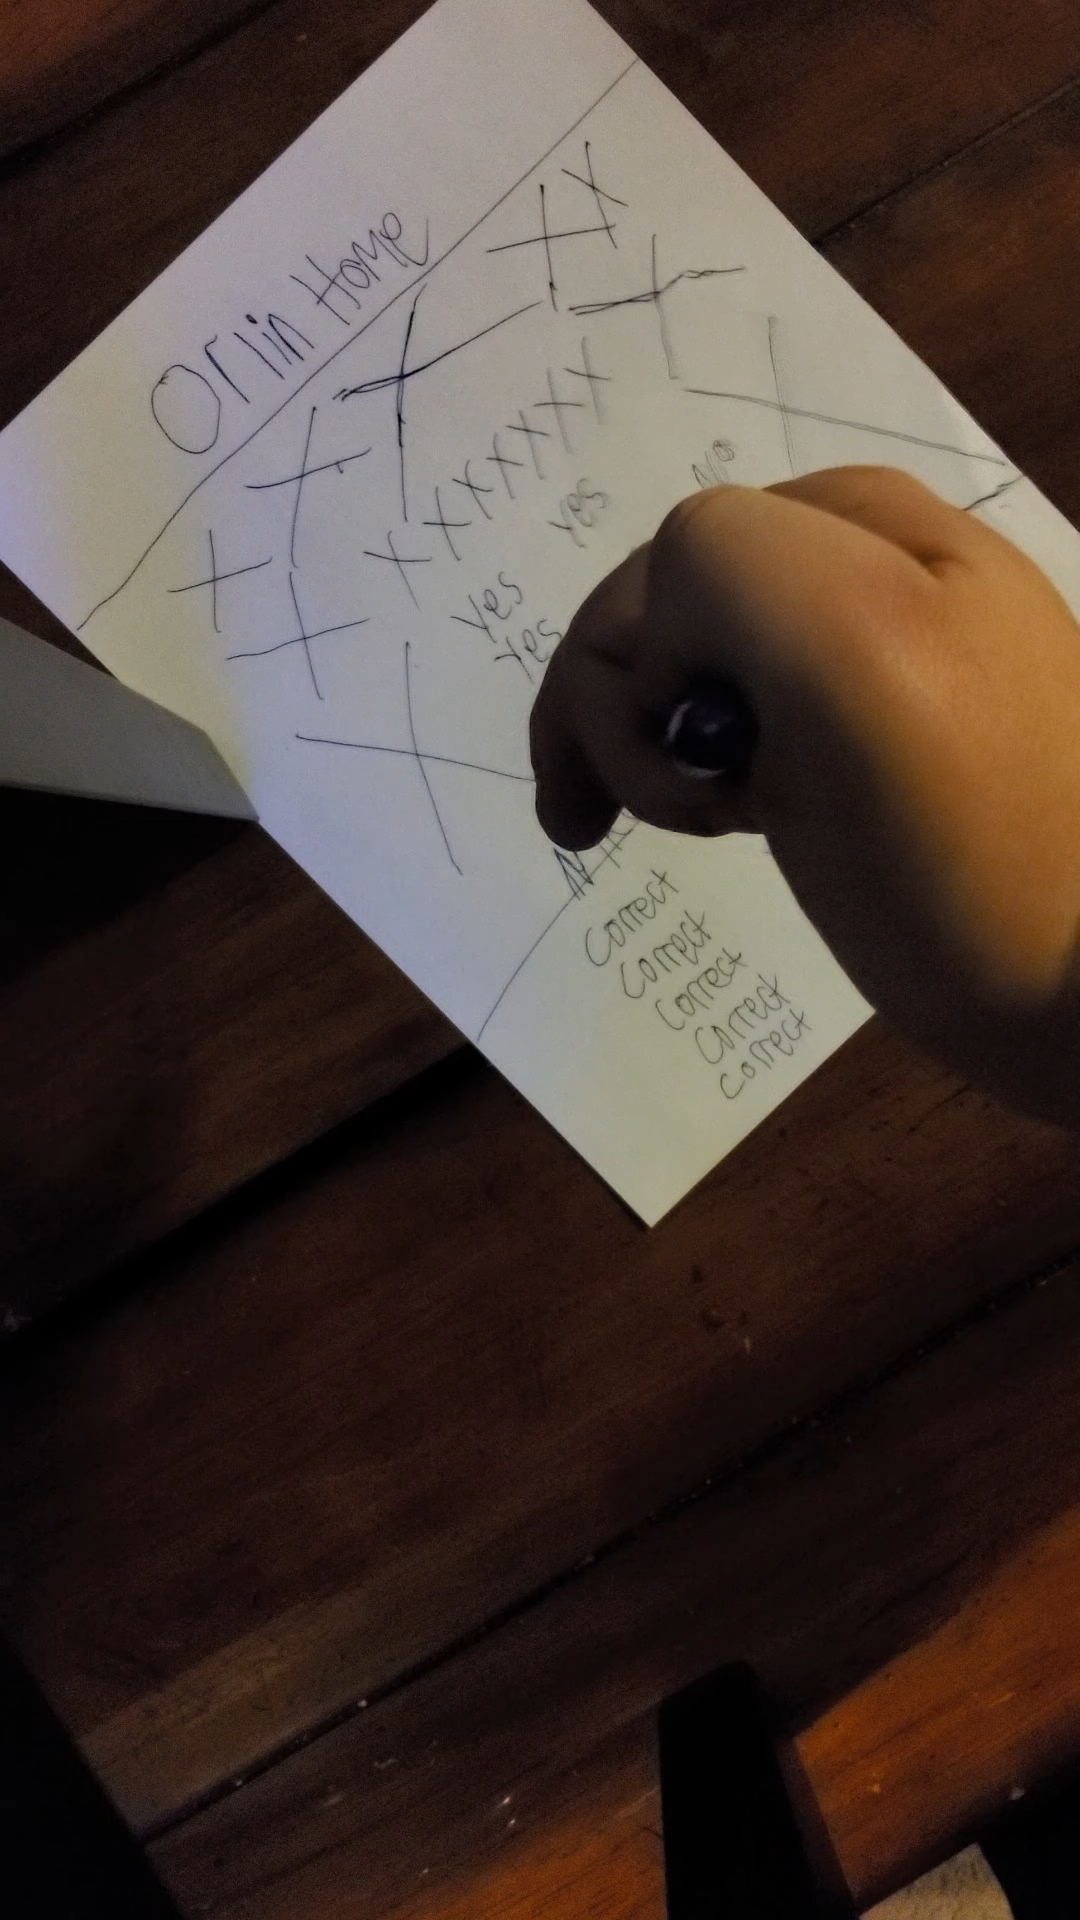 Orlin Home
X X
X X X X
X X X X X X X
X X X
Yes
No
Yes
Yes
Correct
Correct
Correct
Correct
Correct